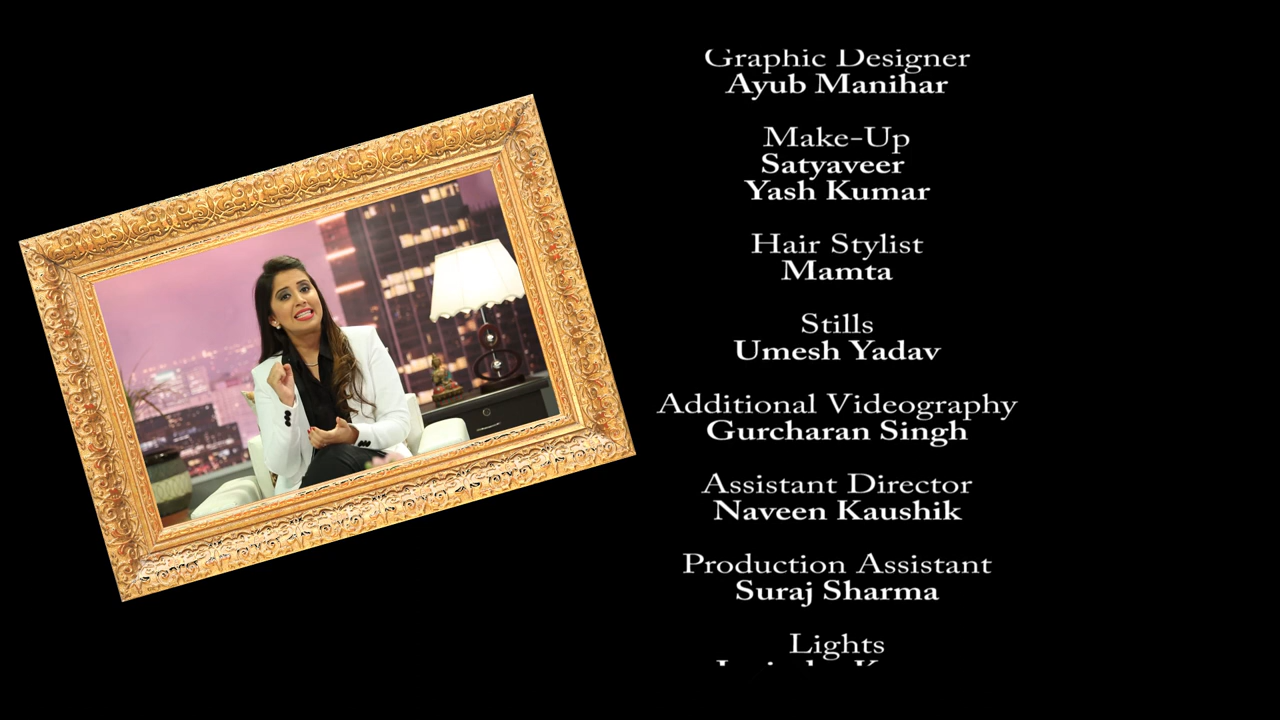 Graphic Designer
Ayub Manihar
Make-Up
Satyaveer
Yash Kumar
Hair Stylist
Mamta
Stills
Umesh Yadav
Additional Videography
Gurcharan Singh
Assistant Director
Naveen Kaushik
Production Assistant
Suraj Sharma
Lights